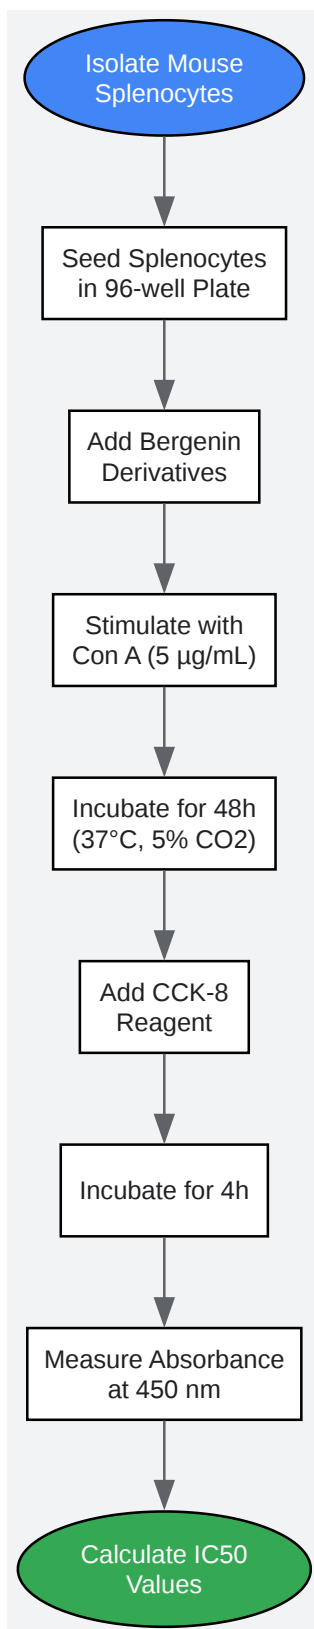 Isolate Mouse
Splenocytes
Seed Splenocytes
in 96-well Plate
Add Bergenin
Derivatives
Stimulate with
Con A (5 µg/mL)
Incubate for 48h
(37°C, 5% CO2)
Add CCK-8
Reagent
Incubate for 4h
Measure Absorbance
at 450 nm
Calculate IC50
Values